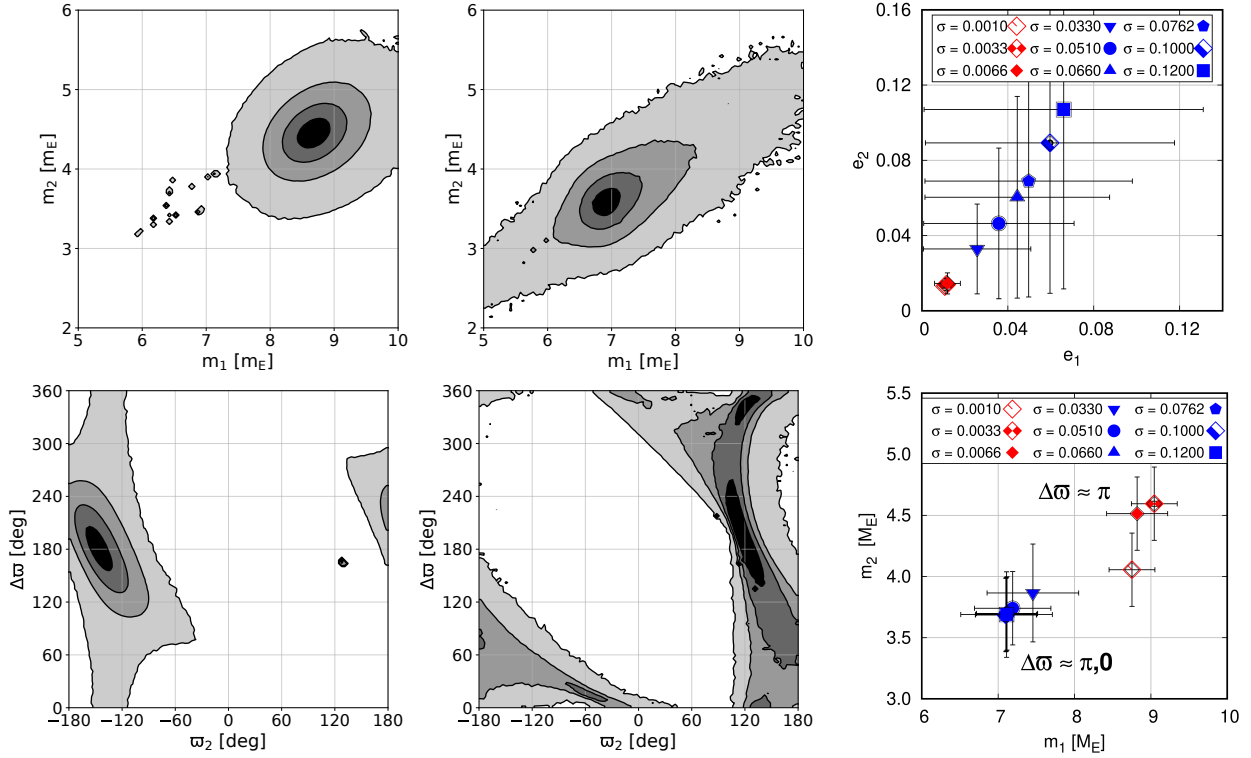 6
5
4
3
2
m2 [mE]
5 6 7 8 9 10
m1 [mE]
6
5
4
3
2
m2 [mE]
5 6 7 8 9 10
m1 [mE]
0.16
0.12
0.08
0.04
0
e2
σ = 0.0010 σ = 0.0330 σ = 0.0762
σ = 0.0033 σ = 0.0510 σ = 0.1000
σ = 0.0066 σ = 0.0660 σ = 0.1200
0 0.04 0.08 0.12
e1
360
300
240
180
120
60
0
Δϖ [deg]
−180 −120 −60 0 60 120 180
ϖ2 [deg]
360
300
240
180
120
60
0
Δϖ [deg]
−180 −120 −60 0 60 120 180
ϖ2 [deg]
5.5
5.0
4.5
4.0
3.5
3.0
m2 [ME]
σ = 0.0010 σ = 0.0330 σ = 0.0762
σ = 0.0033 σ = 0.0510 σ = 0.1000
σ = 0.0066 σ = 0.0660 σ = 0.1200
Δϖ ≈ π
Δϖ ≈ π,0
6 7 8 9 10
m1 [ME]